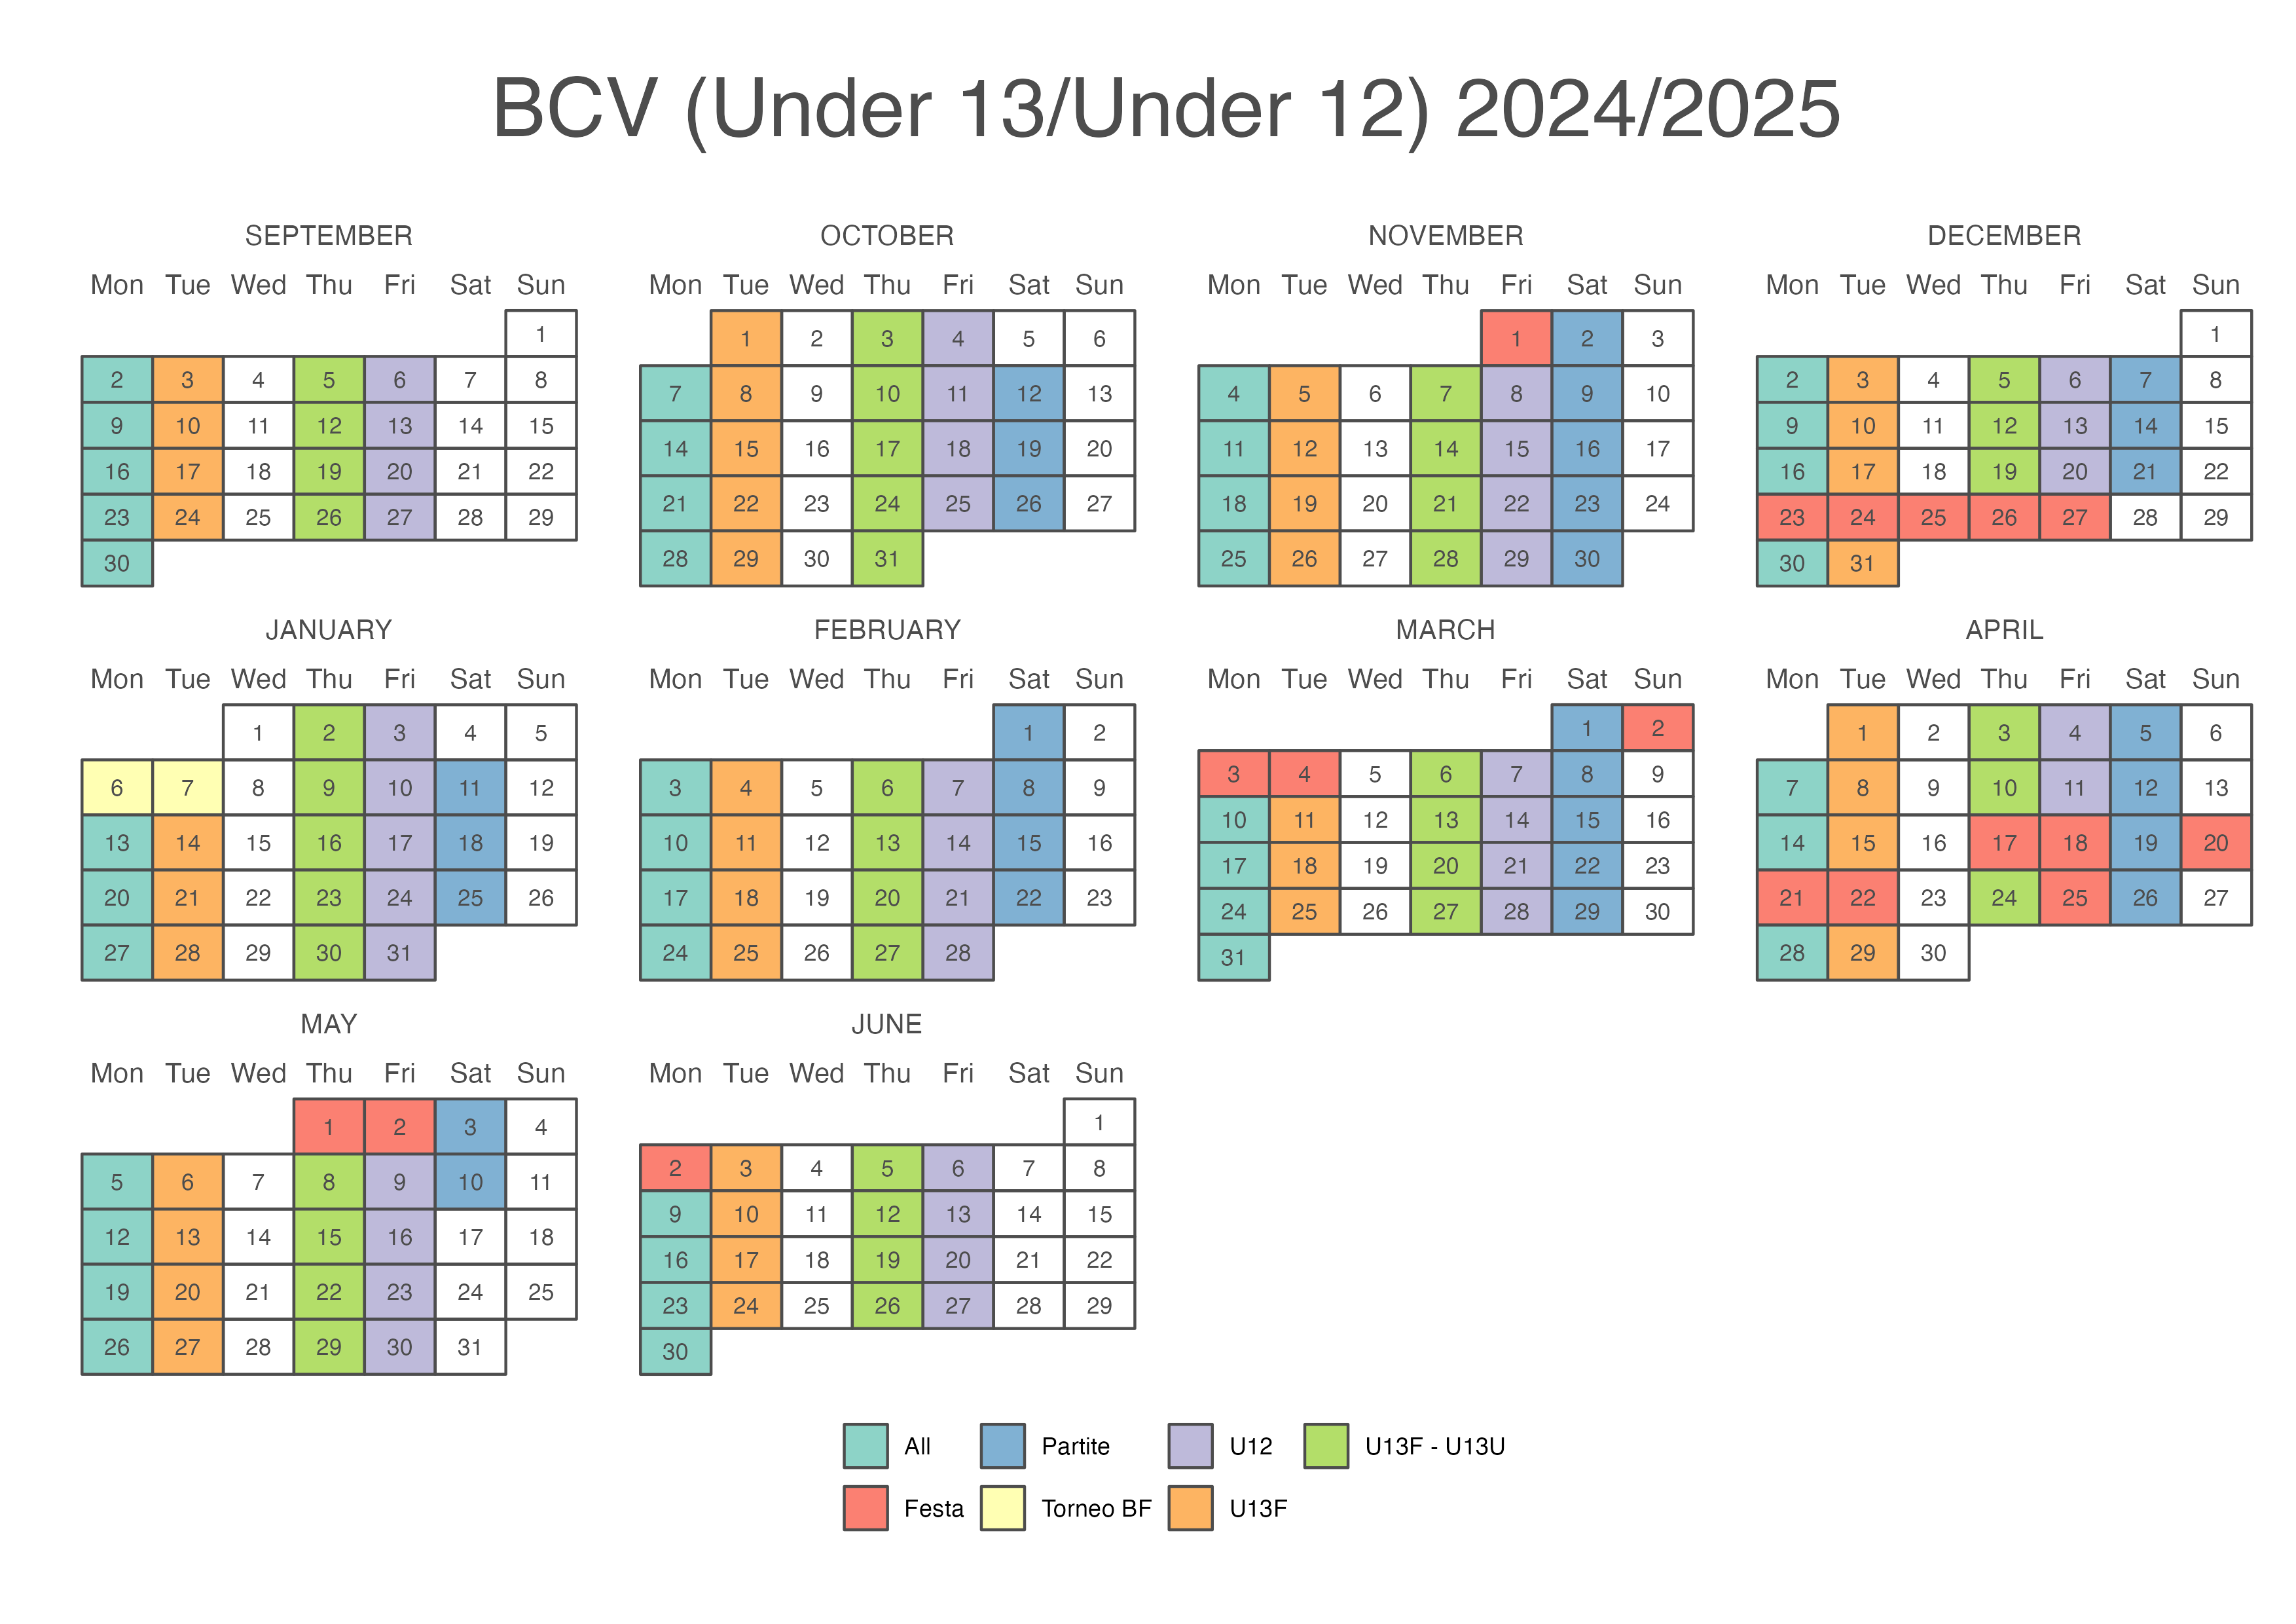 BCV (Under 13/Under 12) 2024/2025
SEPTEMBER
Mon Tue Wed Thu Fri Sat Sun
1
2 3 4 5 6 7 8
9 10 11 12 13 14 15
16 17 18 19 20 21 22
23 24 25 26 27 28 29
30
OCTOBER
Mon Tue Wed Thu Fri Sat Sun
1 2 3 4 5 6
7 8 9 10 11 12 13
14 15 16 17 18 19 20
21 22 23 24 25 26 27
28 29 30 31
NOVEMBER
Mon Tue Wed Thu Fri Sat Sun
1 2 3
4 5 6 7 8 9 10
11 12 13 14 15 16 17
18 19 20 21 22 23 24
25 26 27 28 29 30
DECEMBER
Mon Tue Wed Thu Fri Sat Sun
1
2 3 4 5 6 7 8
9 10 11 12 13 14 15
16 17 18 19 20 21 22
23 24 25 26 27 28 29
30 31
JANUARY
Mon Tue Wed Thu Fri Sat Sun
1 2 3 4 5
6 7 8 9 10 11 12
13 14 15 16 17 18 19
20 21 22 23 24 25 26
27 28 29 30 31
FEBRUARY
Mon Tue Wed Thu Fri Sat Sun
1 2
3 4 5 6 7 8 9
10 11 12 13 14 15 16
17 18 19 20 21 22 23
24 25 26 27 28
MARCH
Mon Tue Wed Thu Fri Sat Sun
1 2
3 4 5 6 7 8 9
10 11 12 13 14 15 16
17 18 19 20 21 22 23
24 25 26 27 28 29 30
31
APRIL
Mon Tue Wed Thu Fri Sat Sun
1 2 3 4 5 6
7 8 9 10 11 12 13
14 15 16 17 18 19 20
21 22 23 24 25 26 27
28 29 30
MAY
Mon Tue Wed Thu Fri Sat Sun
1 2 3 4
5 6 7 8 9 10 11
12 13 14 15 16 17 18
19 20 21 22 23 24 25
26 27 28 29 30 31
JUNE
Mon Tue Wed Thu Fri Sat Sun
1
2 3 4 5 6 7 8
9 10 11 12 13 14 15
16 17 18 19 20 21 22
23 24 25 26 27 28 29
30
All Partite U12 U13F - U13U
Festa Torneo BF U13F